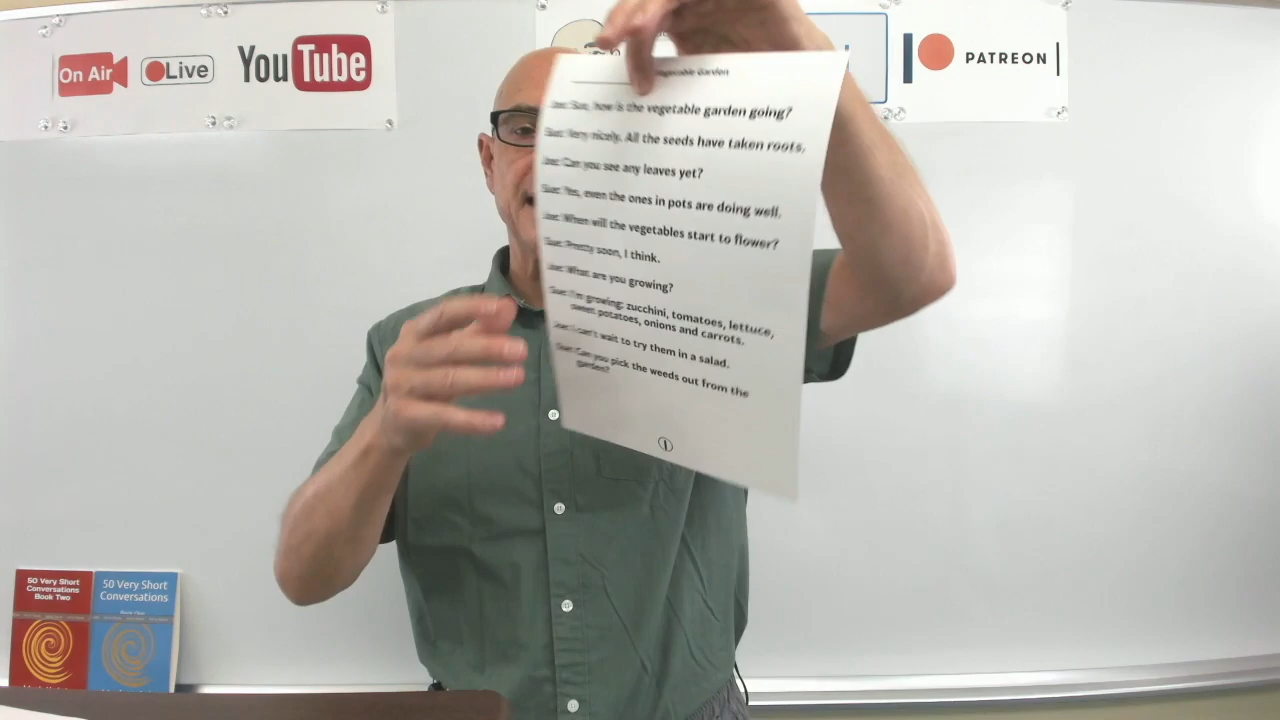 On Air
Live
YouTube
PATREON
Vegetable Garden
Joe: Sue, how is the vegetable garden going?
Sue: Very nicely. All the seeds have taken roots.
Joe: Can you see any leaves yet?
Sue: Yes, even the ones in pots are doing well.
Joe: When will the vegetables start to flower?
Sue: Pretty soon, I think.
Joe: What are you growing?
Sue: I'm growing: zucchini, tomatoes, lettuce,
sweet potatoes, onions and carrots.
Joe: I can't wait to try them in a salad.
Sue: Can you pick the weeds out from the
garden?
1
50 Very Short
Conversations
Book Two
50 Very Short
Conversations